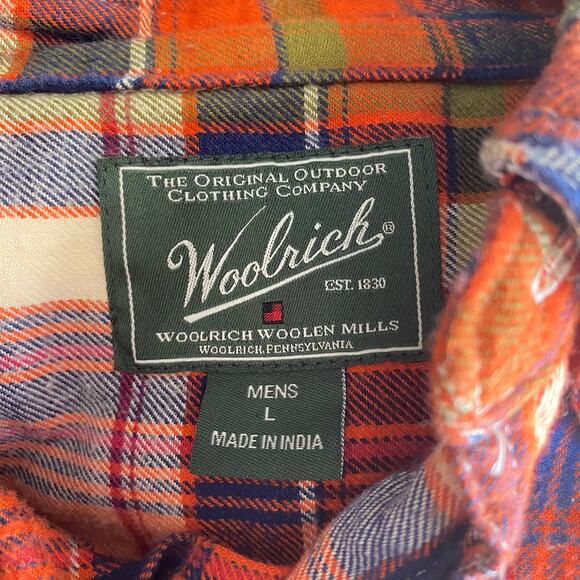 THE ORIGINAL OUTDOOR
CLOTHING COMPANY
Woolrich®
EST. 1830
WOOLRICH WOOLEN MILLS
WOOLRICH, PENNSYLVANIA
MENS
L
MADE IN INDIA